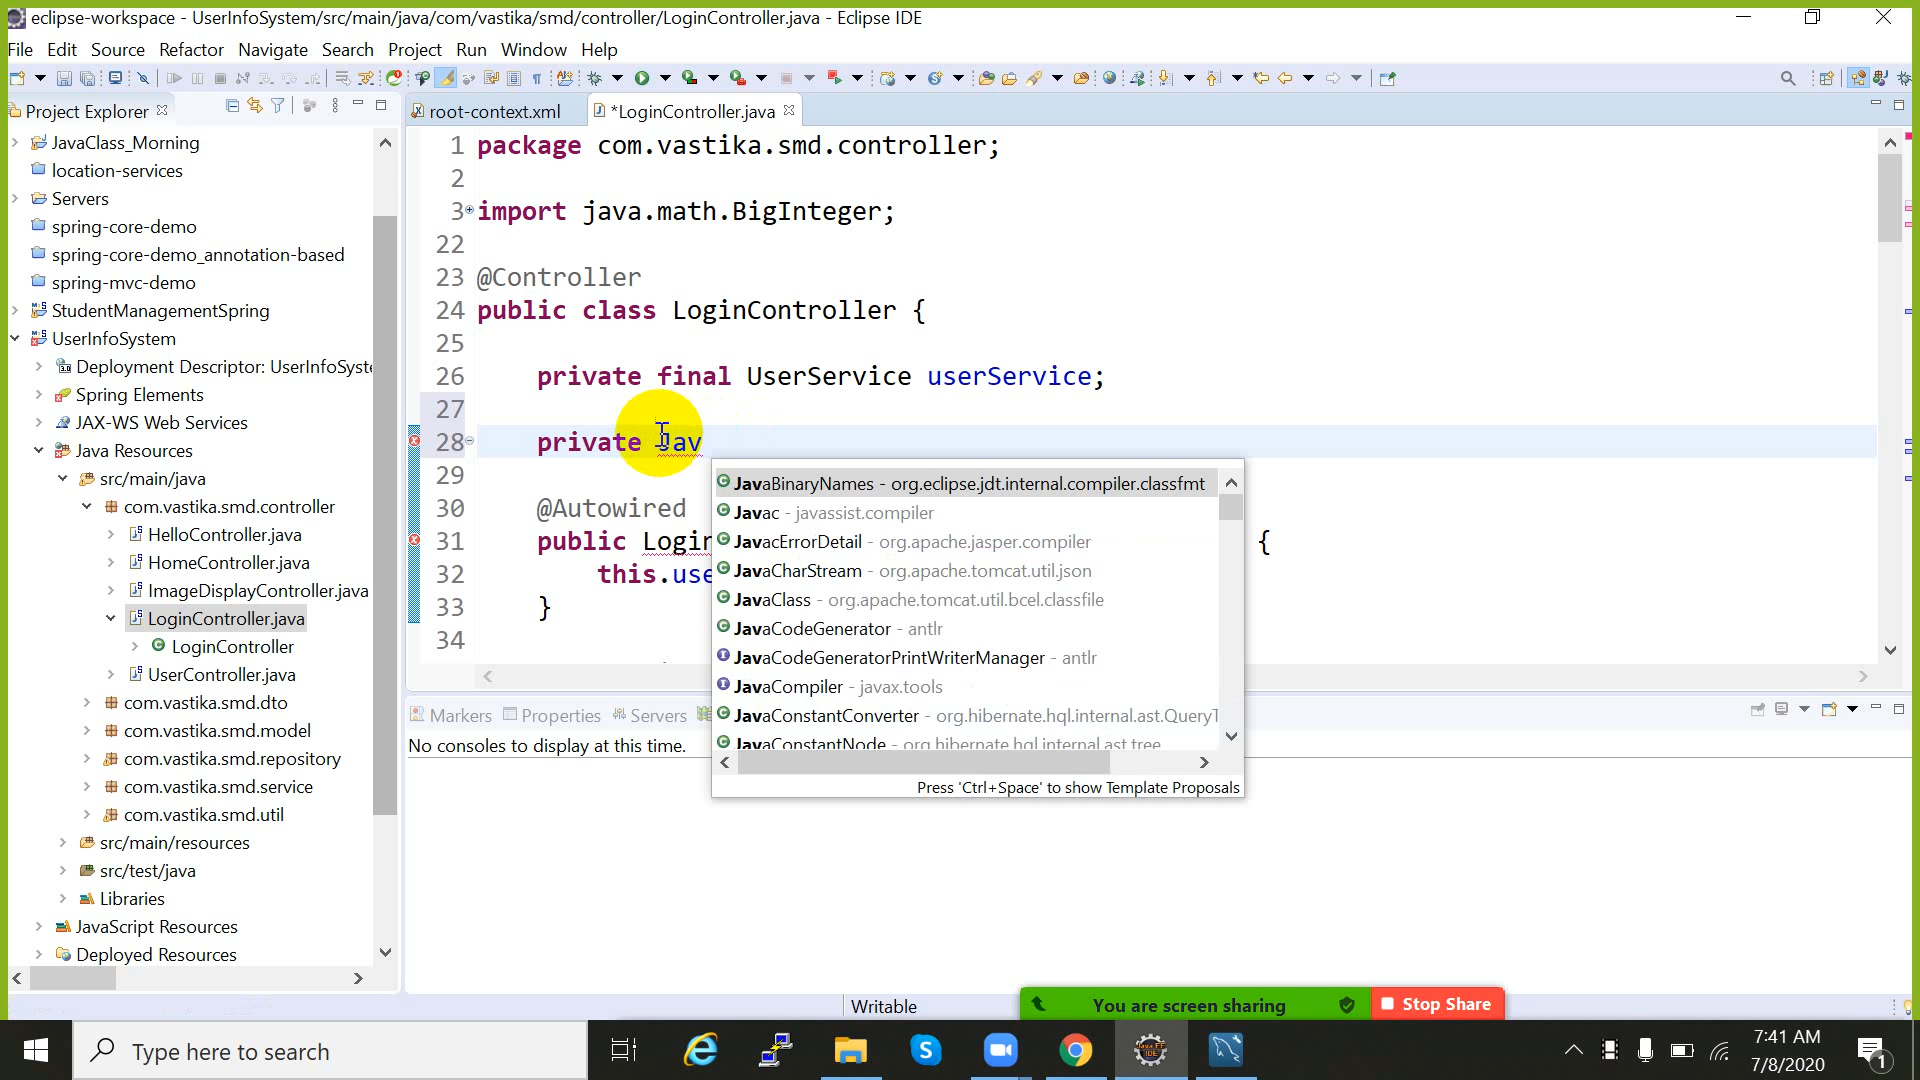 eclipse-workspace - UserInfoSystem/src/main/java/com/vastika/smd/controller/LoginController.java - Eclipse IDE
File Edit Source Refactor Navigate Search Project Run Window Help
Project Explorer
root-context.xml
*LoginController.java
JavaClass_Morning
location-services
Servers
spring-core-demo
spring-core-demo_annotation-based
spring-mvc-demo
StudentManagementSpring
UserInfoSystem
Deployment Descriptor: UserInfoSyst
Spring Elements
JAX-WS Web Services
Java Resources
src/main/java
com.vastika.smd.controller
HelloController.java
HomeController.java
ImageDisplayController.java
LoginController.java
LoginController
UserController.java
com.vastika.smd.dto
com.vastika.smd.model
com.vastika.smd.repository
com.vastika.smd.service
com.vastika.smd.util
src/main/resources
src/test/java
Libraries
JavaScript Resources
Deployed Resources
1 package com.vastika.smd.controller;
2
3 import java.math.BigInteger;
22
23 @Controller
24 public class LoginController {
25
26 private final UserService userService;
27
28 private Jav
29
30 @Autowired
31 public Login {
32 this.use
33 }
34
JavaBinaryNames - org.eclipse.jdt.internal.compiler.classfmt
Javac - javassist.compiler
JavacErrorDetail - org.apache.jasper.compiler
JavaCharStream - org.apache.tomcat.util.json
JavaClass - org.apache.tomcat.util.bcel.classfile
JavaCodeGenerator - antlr
JavaCodeGeneratorPrintWriterManager - antlr
JavaCompiler - javax.tools
JavaConstantConverter - org.hibernate.hql.internal.ast.QueryT
JavaConstantNode - org.hibernate.hql.internal.ast.tree
Press 'Ctrl+Space' to show Template Proposals
Markers Properties Servers
No consoles to display at this time.
Writable
You are screen sharing
Stop Share
Type here to search
7:41 AM
7/8/2020
1